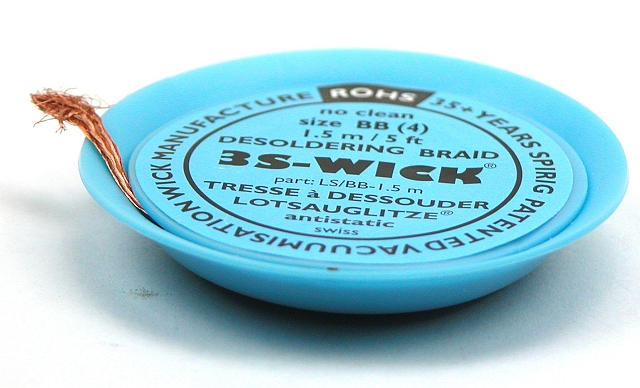 ROHS
35+ YEARS SPIRIG PATENTED VACUUMISATION WICK MANUFACTURE
no clean
size BB (4)
1.5 m / 5 ft
DESOLDERING BRAID
3S-WICK®
part: LS/BB-1.5 m
TRESSE à DESSOUDER
LOTSAUGLITZE®
antistatic
swiss